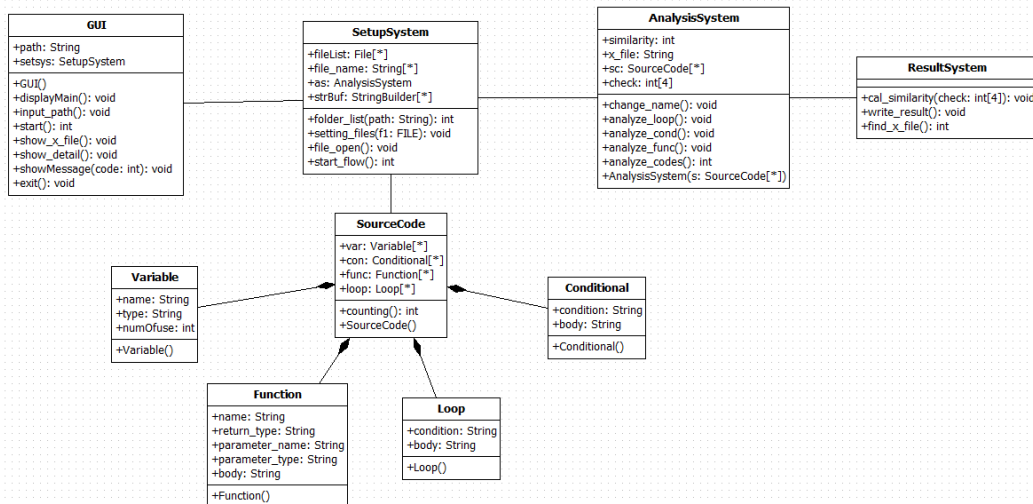 GUI
+path: String
+setsys: SetupSystem
+GUI()
+displayMain(): void
+input_path(): void
+start(): int
+show_x_file(): void
+show_detail(): void
+showMessage(code: int): void
+exit(): void
SetupSystem
+fileList: File[*]
+file_name: String[*]
+as: AnalysisSystem
+strBuf: StringBuilder[*]
+folder_list(path: String): int
+setting_files(f1: FILE): void
+file_open(): void
+start_flow(): int
AnalysisSystem
+similarity: int
+x_file: String
+sc: SourceCode[*]
+check: int[4]
+change_name(): void
+analyze_loop(): void
+analyze_cond(): void
+analyze_func(): void
+analyze_codes(): int
+AnalysisSystem(s: SourceCode[*])
ResultSystem
+cal_similarity(check: int[4]): void
+write_result(): void
+find_x_file(): int
SourceCode
+var: Variable[*]
+con: Conditional[*]
+func: Function[*]
+loop: Loop[*]
+counting(): int
+SourceCode()
Variable
+name: String
+type: String
+numOfuse: int
+Variable()
Conditional
+condition: String
+body: String
+Conditional()
Function
+name: String
+return_type: String
+parameter_name: String
+parameter_type: String
+body: String
+Function()
Loop
+condition: String
+body: String
+Loop()